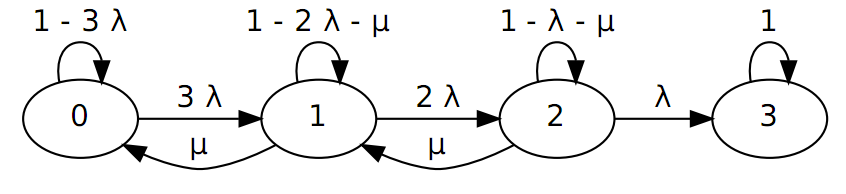 1 - 3 λ
1 - 2 λ - μ
1 - λ - μ
1
0
3 λ
1
2 λ
2
λ
3
μ
μ